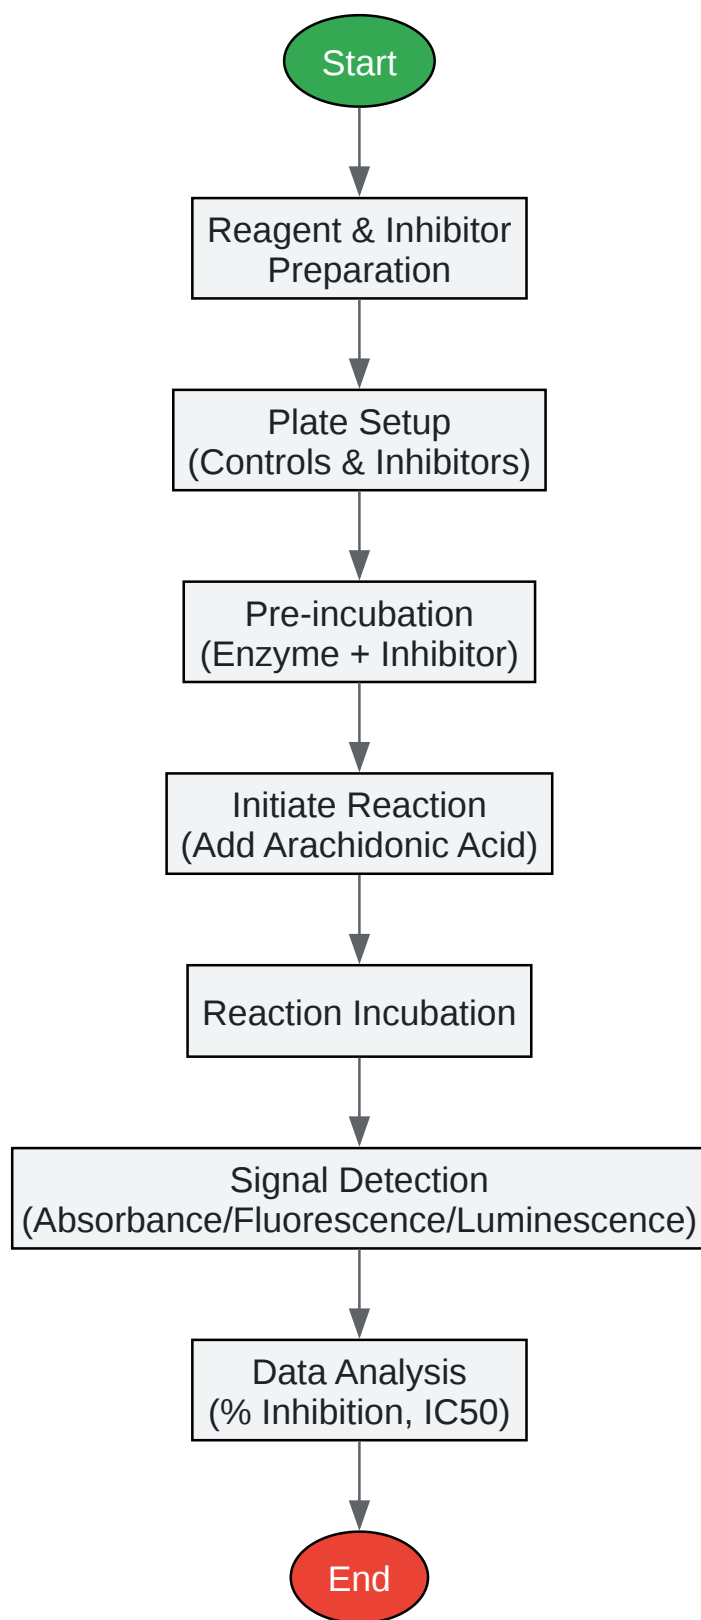 Start
Reagent & Inhibitor
Preparation
Plate Setup
(Controls & Inhibitors)
Pre-incubation
(Enzyme + Inhibitor)
Initiate Reaction
(Add Arachidonic Acid)
Reaction Incubation
Signal Detection
(Absorbance/Fluorescence/Luminescence)
Data Analysis
(% Inhibition, IC50)
End